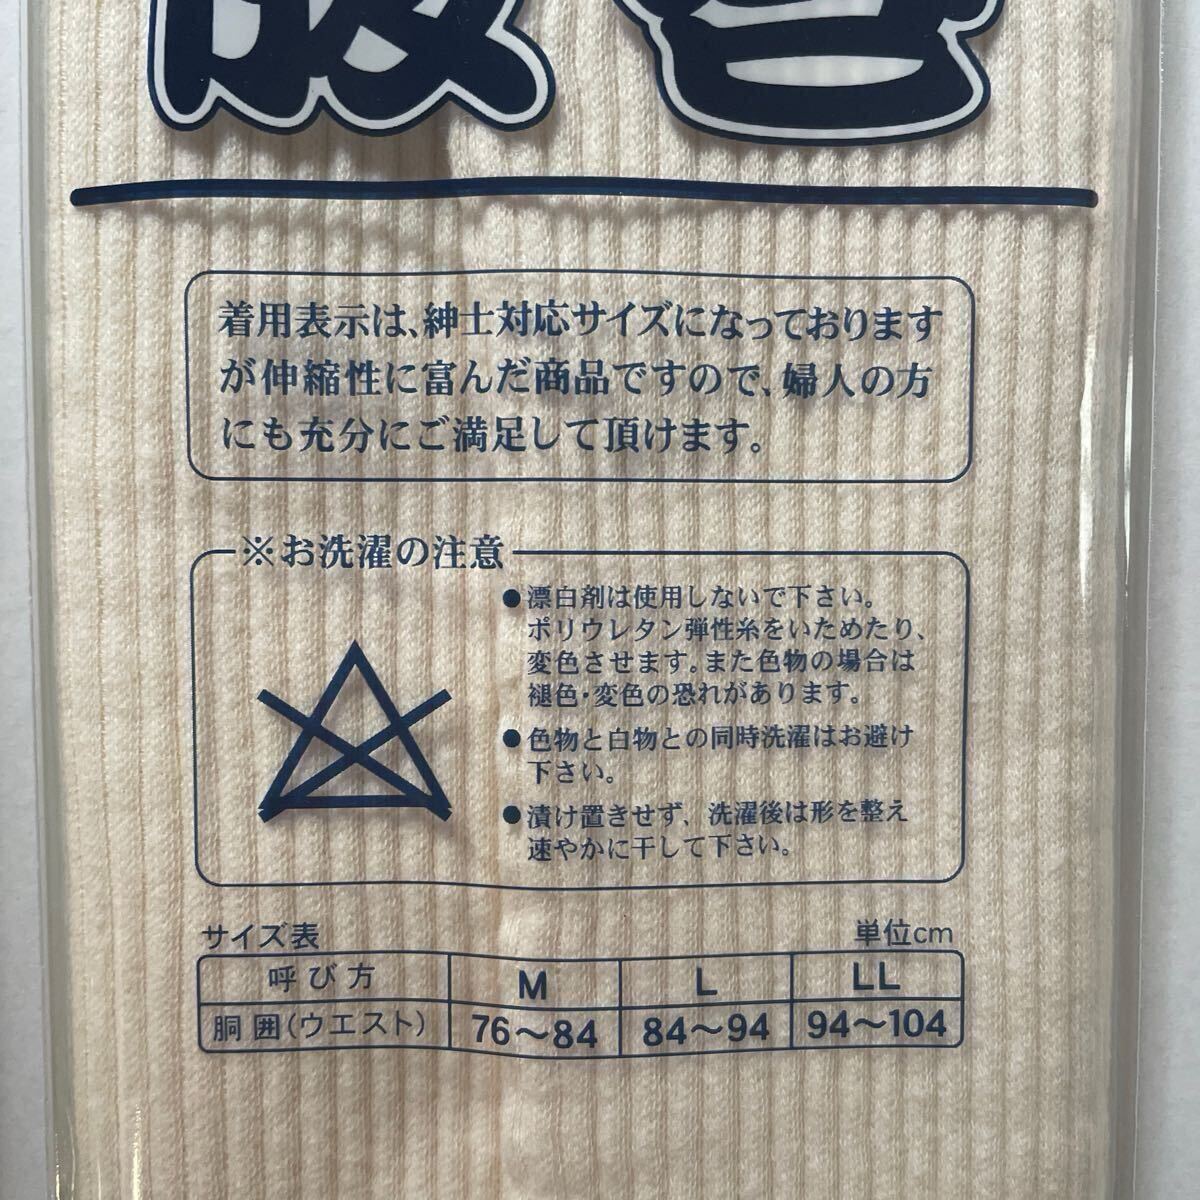 着用表示は、紳士対応サイズになっております
が伸縮性に富んだ商品ですので、婦人の方
にも充分にご満足して頂けます。
※お洗濯の注意
●漂白剤は使用しないで下さい。
ポリウレタン弾性糸をいためたり、
変色させます。また色物の場合は
褪色・変色の恐れがあります。
●色物と白物との同時洗濯はお避け
下さい。
●漬け置きせず、洗濯後は形を整え
速やかに干して下さい。
サイズ表 単位cm
呼び方 M L LL
胴囲(ウエスト) 76〜84 84〜94 94〜104